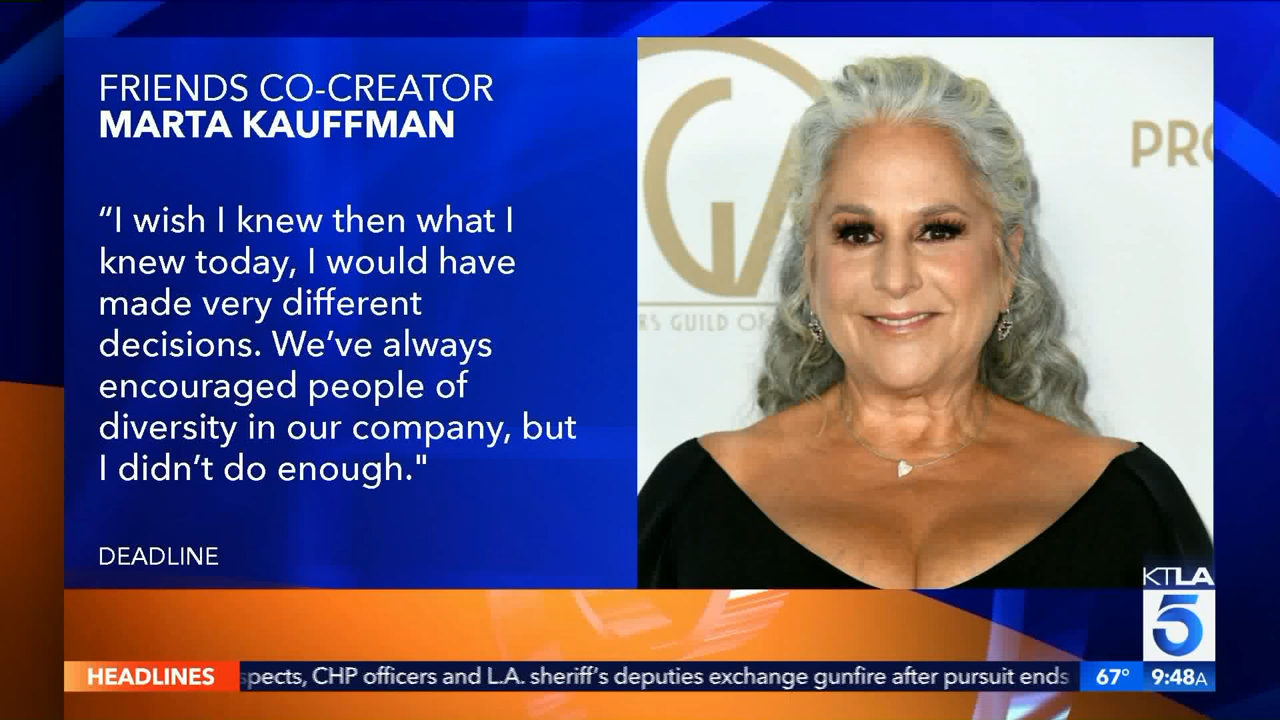 FRIENDS CO-CREATOR
MARTA KAUFFMAN
“I wish I knew then what I
knew today, I would have
made very different
decisions. We’ve always
encouraged people of
diversity in our company, but
I didn’t do enough."
DEADLINE
PRO
RS GUILD OF
KTLA
5
HEADLINES spects, CHP officers and L.A. sheriff’s deputies exchange gunfire after pursuit ends 67° 9:48A